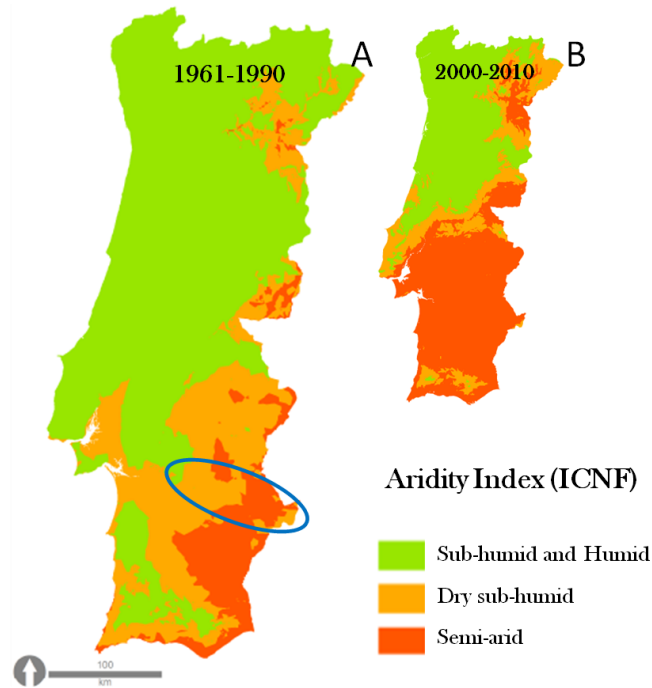 A
1961-1990
B
2000-2010
Aridity Index (ICNF)
Sub-humid and Humid
Dry sub-humid
Semi-arid
100
km